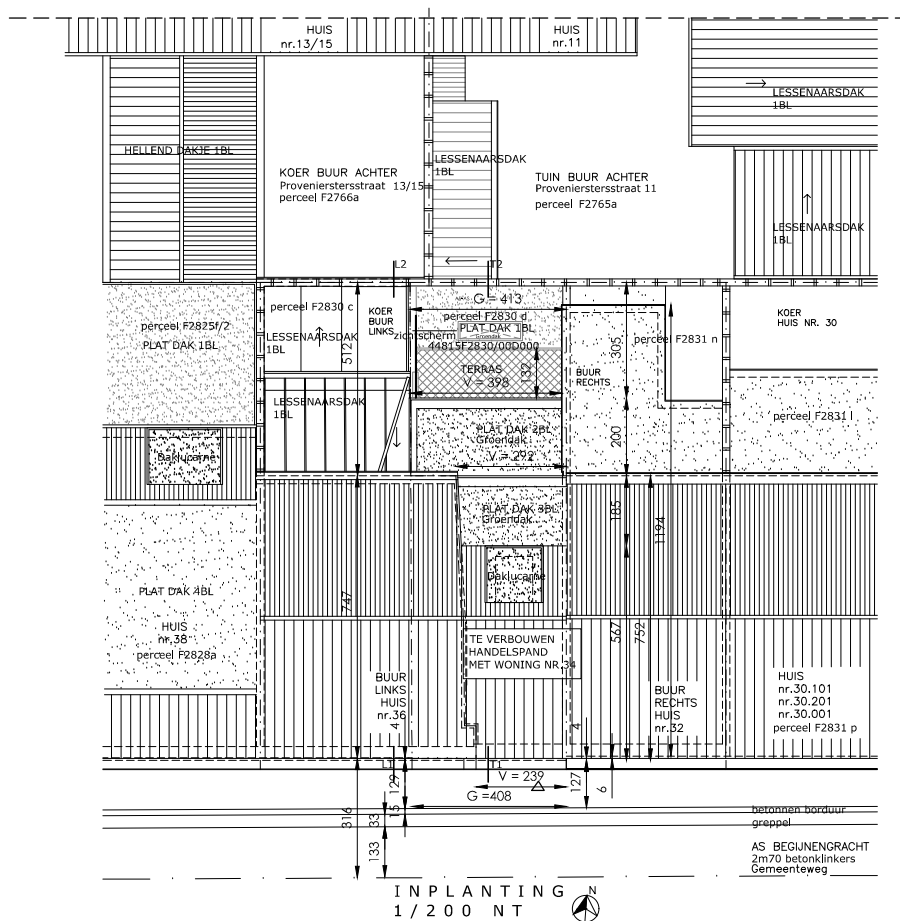 HUIS
nr.13/15
HUIS
nr.11
LESSENAARSDAK
1BL
HELLEND DAKJE 1BL
LESSENAARSDAK
1BL
KOER BUUR ACHTER
Provenierstersstraat 13/15
perceel F2766a
TUIN BUUR ACHTER
Provenierstersstraat 11
perceel F2765a
LESSENAARSDAK
1BL
L2
T2
G = 413
perceel F2830 c
KOER
BUUR
LINKS
perceel F2830 d
PLAT DAK 1BL
Groendak
zichtscherm
44815F2830/00D000
perceel F2825f/2
PLAT DAK 1BL
LESSENAARSDAK
1BL
512
305
perceel F2831 n
KOER
HUIS NR. 30
TERRAS
V = 398
132
BUUR
RECHTS
LESSENAARSDAK
1BL
PLAT DAK 2BL
Groendak
V = 292
200
perceel F2831 l
Daklucarne
PLAT DAK 3BL
Groendak
185
1194
Daklucarne
PLAT DAK 4BL
747
567
752
HUIS
nr.38
perceel F2828a
TE VERBOUWEN
HANDELSPAND
MET WONING NR.34
BUUR
LINKS
HUIS
nr.36
BUUR
RECHTS
HUIS
nr.32
HUIS
nr.30.101
nr.30.201
nr.30.001
perceel F2831 p
4
4
L1
T1
V = 239
G =408
129
127
6
316
33
15
133
betonnen borduur
greppel
AS BEGIJNENGRACHT
2m70 betonklinkers
Gemeenteweg
INPLANTING
1/200 NT
N